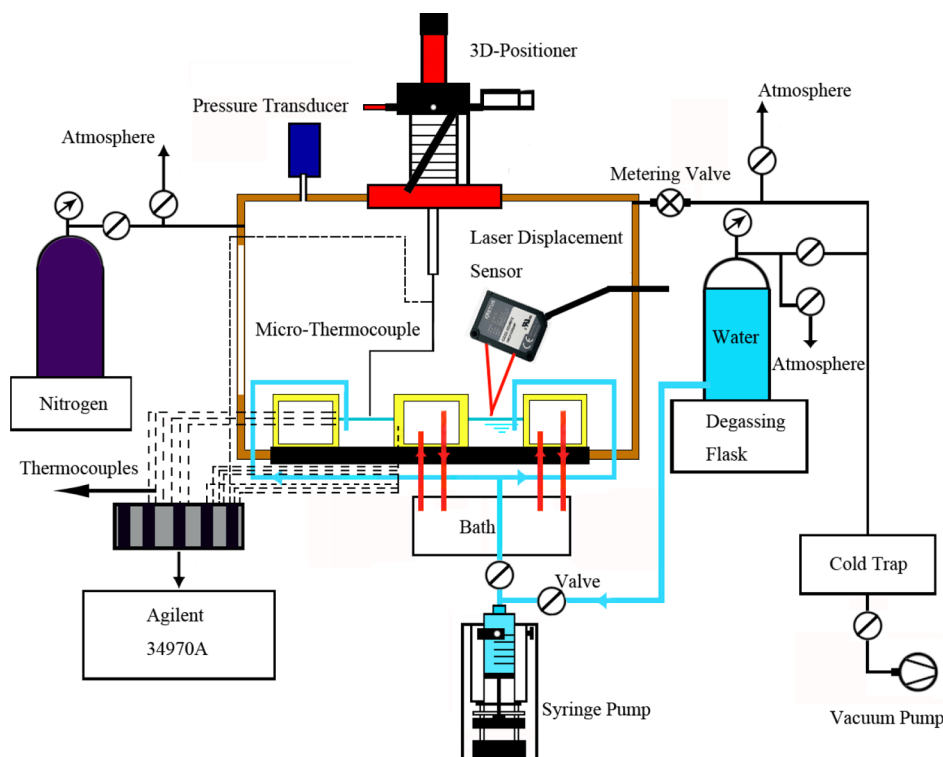 3D-Positioner
Pressure Transducer
Atmosphere
Atmosphere
Metering Valve
Laser Displacement
Sensor
Micro-Thermocouple
Water
Atmosphere
Nitrogen
Degassing
Flask
Thermocouples
Bath
Valve
Cold Trap
Agilent
34970A
Syringe Pump
Vacuum Pump